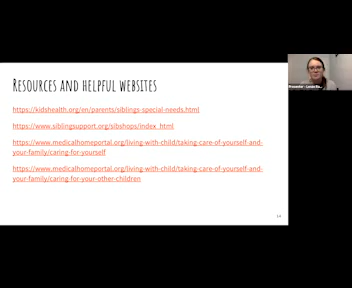 Resources and helpful websites
https://kidshealth.org/en/parents/siblings-special-needs.html
https://www.siblingsupport.org/sibshops/index_html
https://www.medicalhomeportal.org/living-with-child/taking-care-of-yourself-and-
your-family/caring-for-yourself
https://www.medicalhomeportal.org/living-with-child/taking-care-of-yourself-and-
your-family/caring-for-your-other-children
14
Presenter -